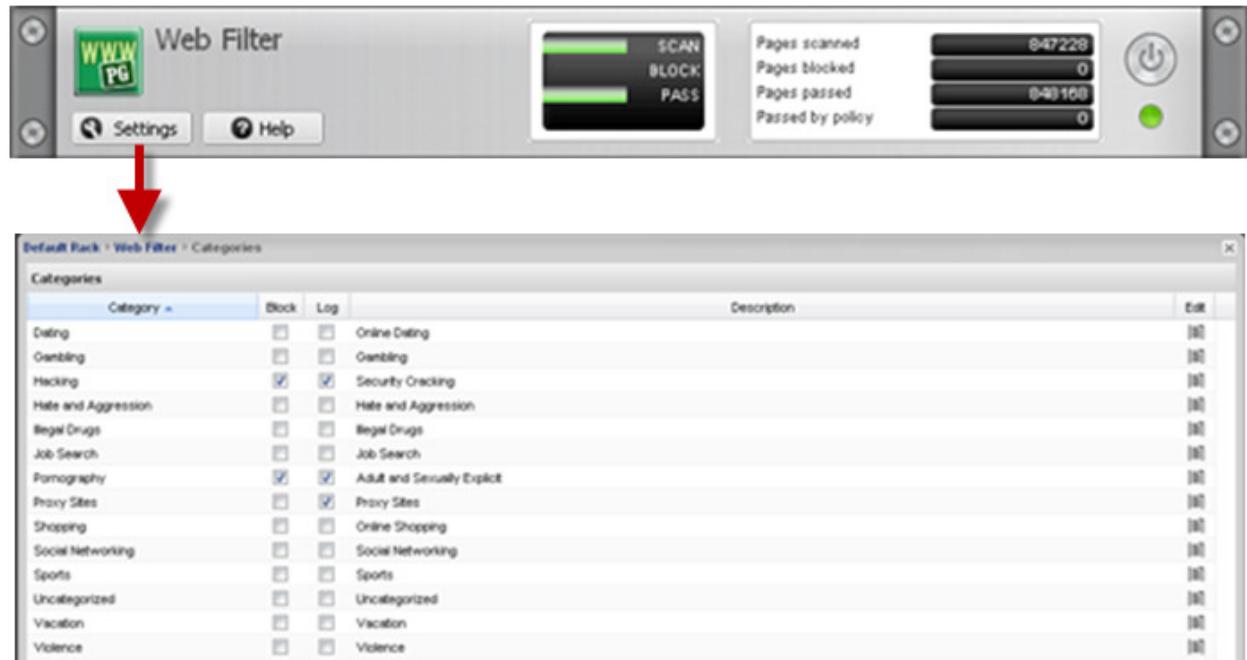 WWW
PG
Web Filter
Settings
Help
SCAN
BLOCK
PASS
Pages scanned 847228
Pages blocked 0
Pages passed 848168
Passed by policy 0
Default Rack Web Filter Categories
Categories
Category Block Log Description Edit
Dating Online Dating
Gambling Gambling
Hacking Security Cracking
Hate and Aggression Hate and Aggression
Illegal Drugs Illegal Drugs
Job Search Job Search
Pornography Adult and Sexually Explicit
Proxy Sites Proxy Sites
Shopping Online Shopping
Social Networking Social Networking
Sports Sports
Uncategorized Uncategorized
Vacation Vacation
Violence Violence